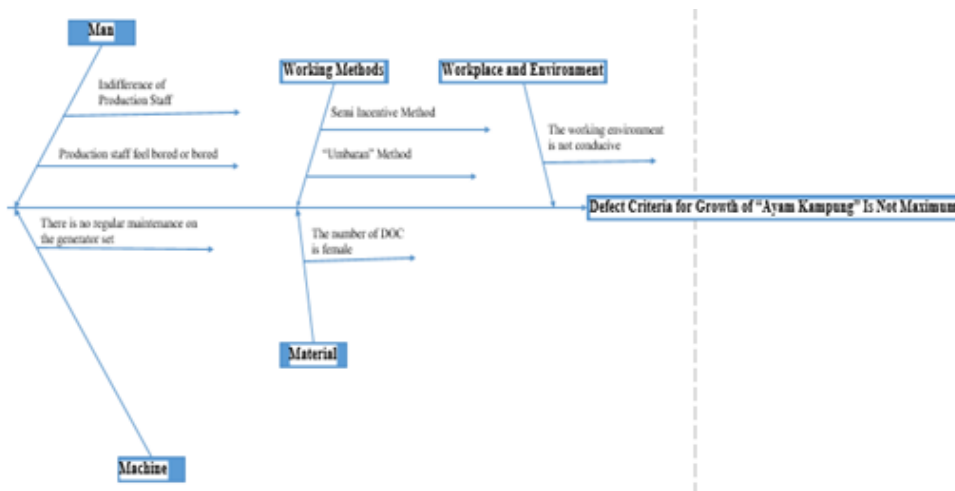 Man
Indifference of
Production Staff
Production staff feel bored or bored
Working Methods
Semi Incentive Method
"Umbaran" Method
Workplace and Environment
The working environment
is not conducive
Defect Criteria for Growth of "Ayam Kampung" Is Not Maximum
There is no regular maintenance on
the generator set
The number of DOC
is female
Material
Machine